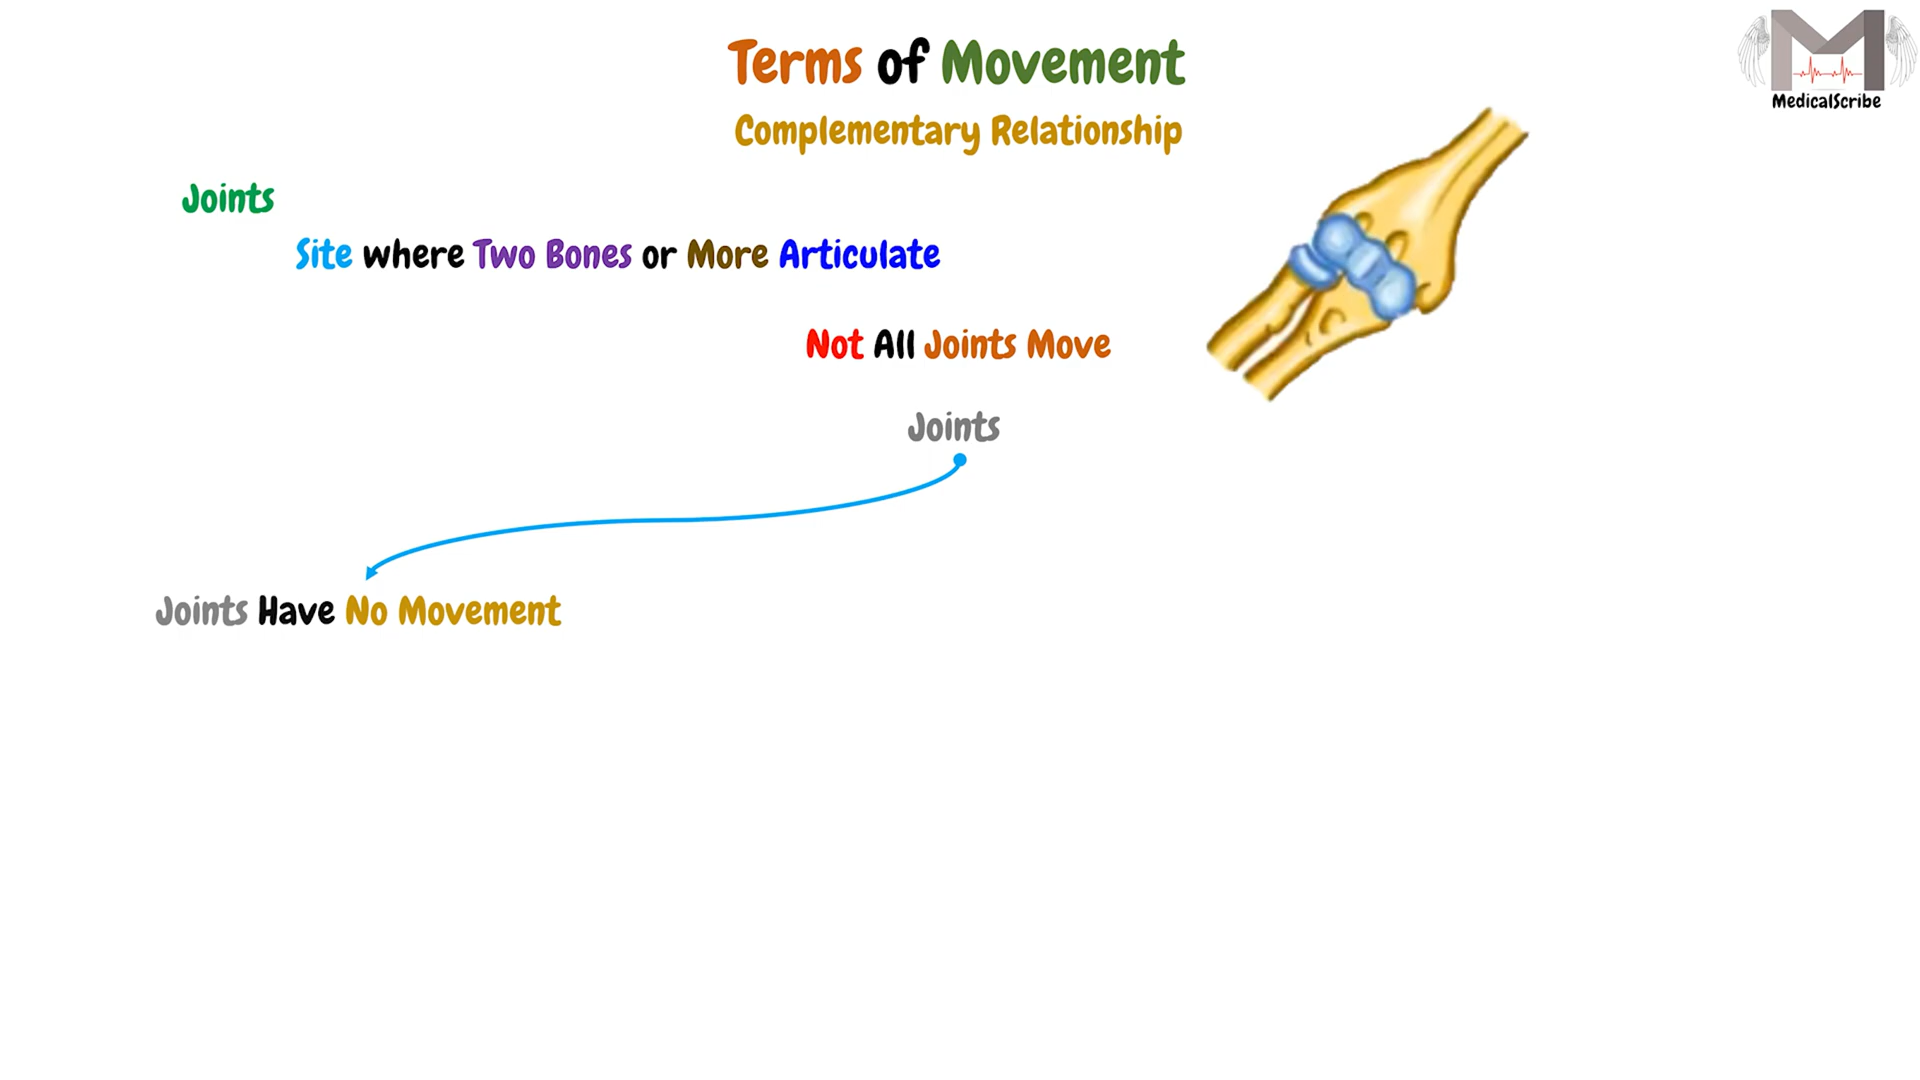 Terms of Movement
MedicalScribe
Complementary Relationship
Joints
Site where Two Bones or More Articulate
Not All Joints Move
Joints
Joints Have No Movement